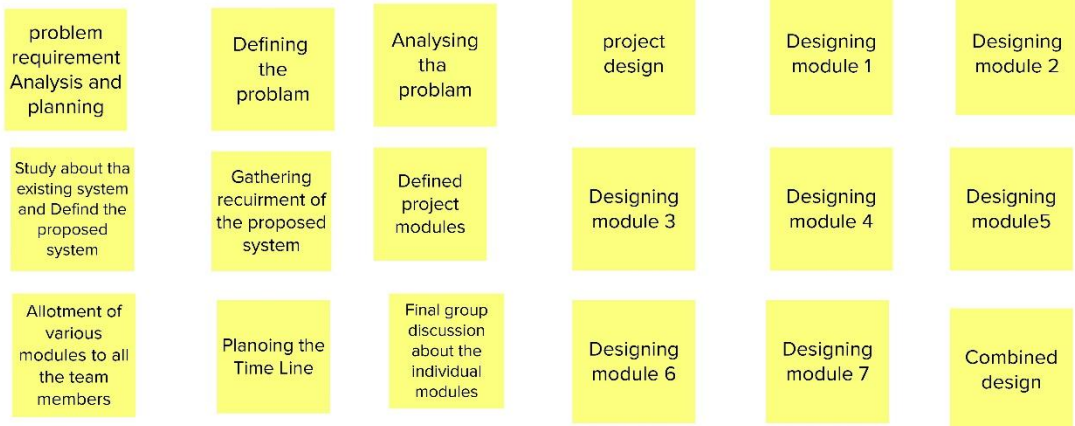 problem
requirement
Analysis and
planning
Defining
the
problam
Analysing
tha
problam
project
design
Designing
module 1
Designing
module 2
Study about tha
existing system
and Defind the
proposed
system
Gathering
recuirment of
the proposed
system
Defined
project
modules
Designing
module 3
Designing
module 4
Designing
module5
Allotment of
various
modules to all
the team
members
Planoing the
Time Line
Final group
discussion
about the
individual
modules
Designing
module 6
Designing
module 7
Combined
design